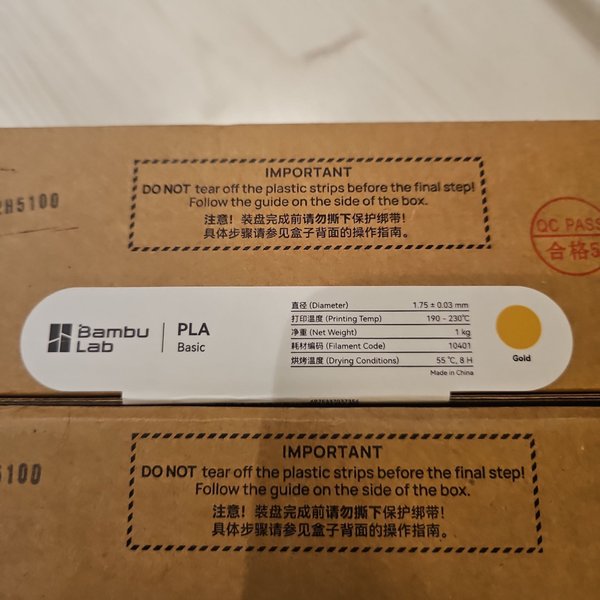 IMPORTANT
DO NOT tear off the plastic strips before the final step!
Follow the guide on the side of the box.
注意！装盘完成前请勿撕下保护绑带！
具体步骤请参见盒子背面的操作指南。
H5100
QC PASS
合格
Bambu
Lab
PLA
Basic
直径 (Diameter) 1.75 ± 0.03 mm
打印温度 (Printing Temp) 190 - 230℃
净重 (Net Weight) 1 kg
耗材编码 (Filament Code) 10401
烘烤温度 (Drying Conditions) 55 ℃, 8 H
Made in China
Gold
IMPORTANT
DO NOT tear off the plastic strips before the final step!
Follow the guide on the side of the box.
注意！装盘完成前请勿撕下保护绑带！
具体步骤请参见盒子背面的操作指南。
5100